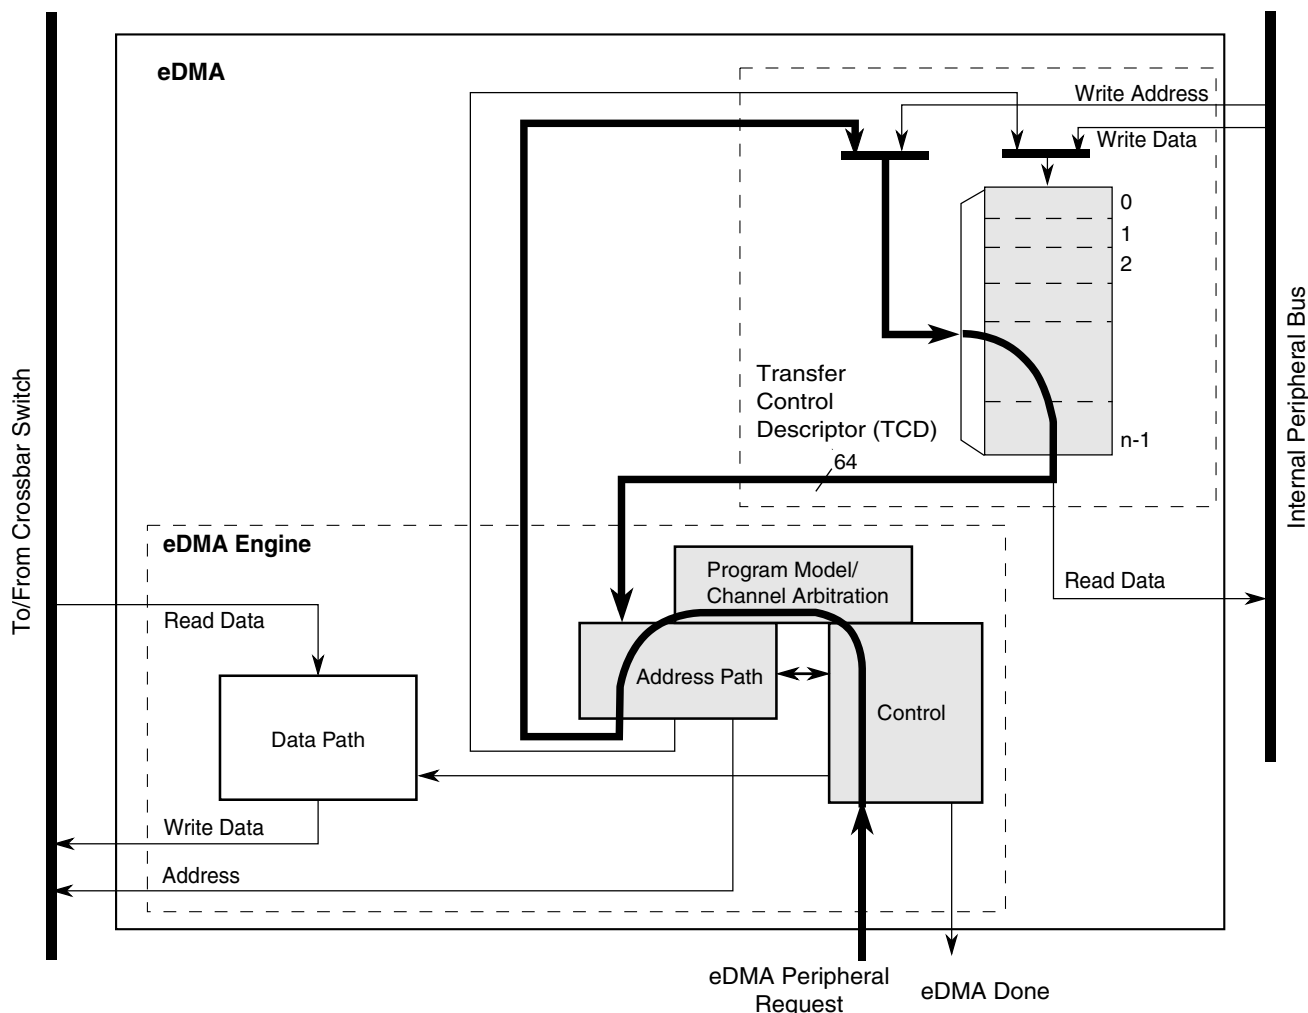 eDMA
Write Address
Write Data
0
1
2
n-1
Transfer
Control
Descriptor (TCD)
64
To/From Crossbar Switch
Internal Peripheral Bus
eDMA Engine
Program Model/
Channel Arbitration
Read Data
Read Data
Address Path
Control
Data Path
Write Data
Address
eDMA Peripheral
Request
eDMA Done